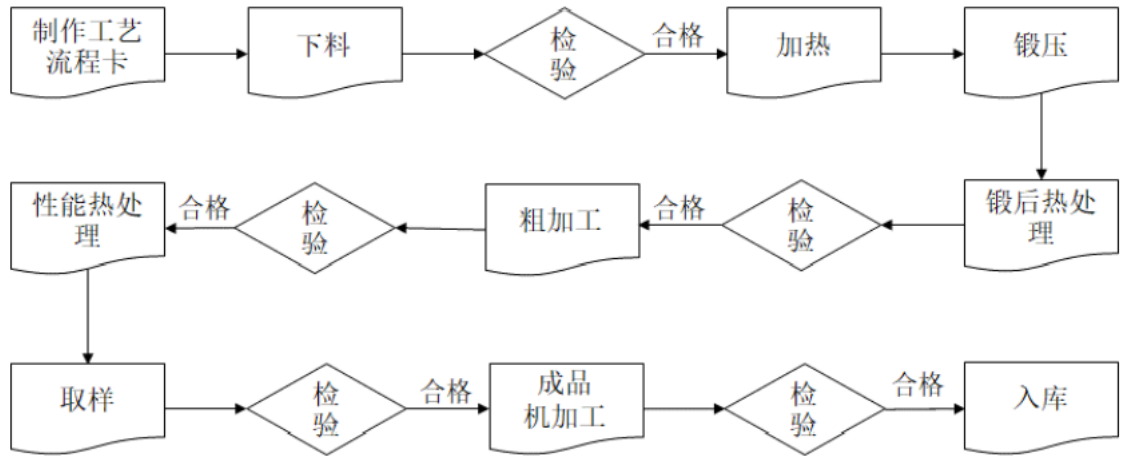 制作工艺
流程卡
下料
检
验
合格
加热
锻压
锻后热处
理
检
验
合格
粗加工
检
验
合格
性能热处
理
取样
检
验
合格
成品
机加工
检
验
合格
入库